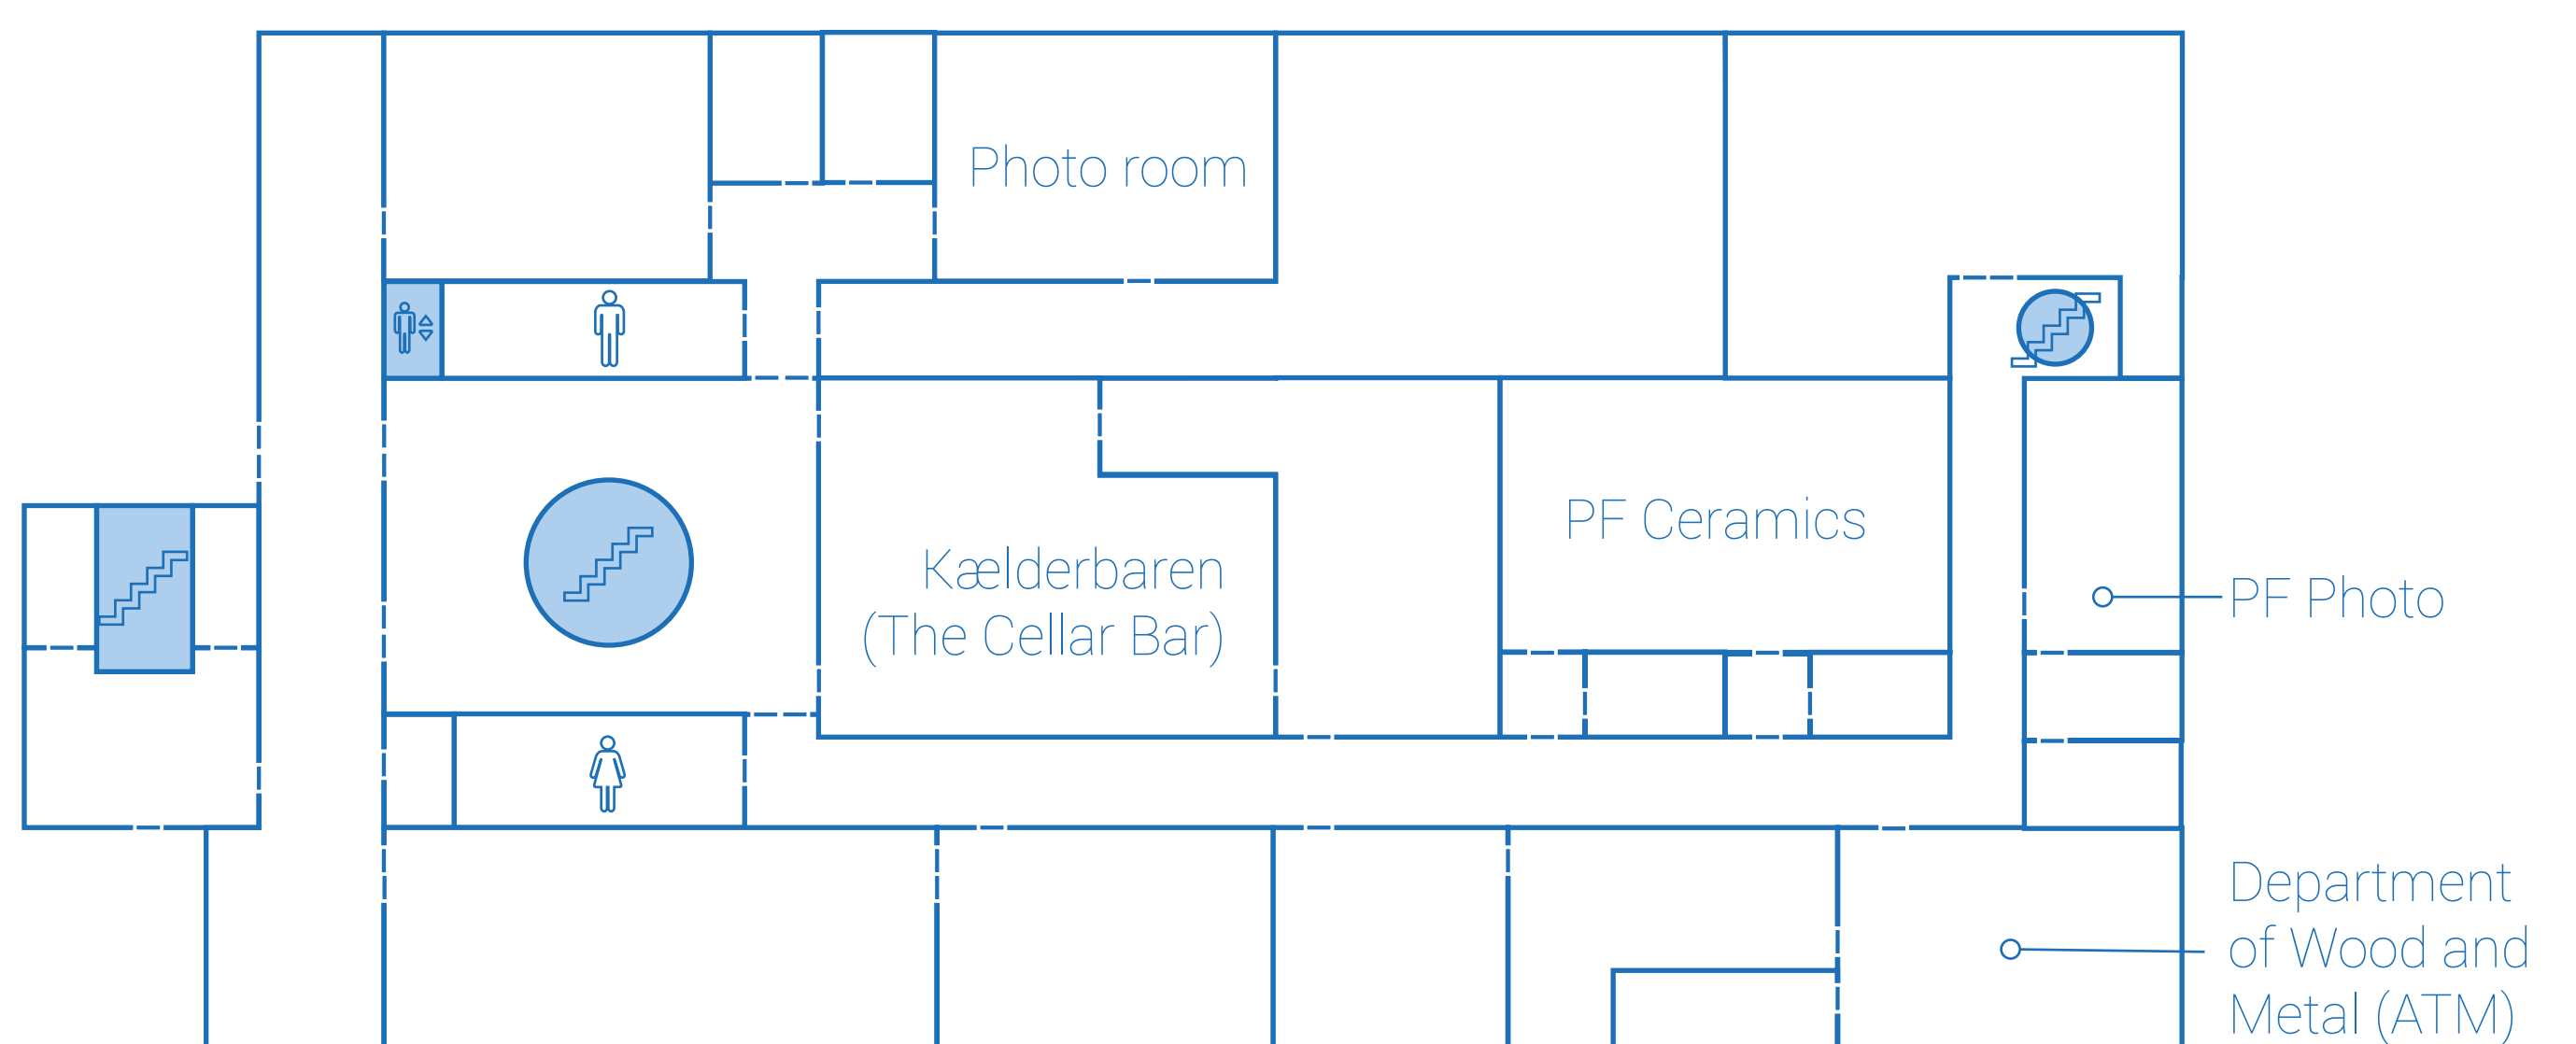 Photo room
PF Ceramics
Kælderbaren
(The Cellar Bar)
PF Photo
Department
of Wood and
Metal (ATM)